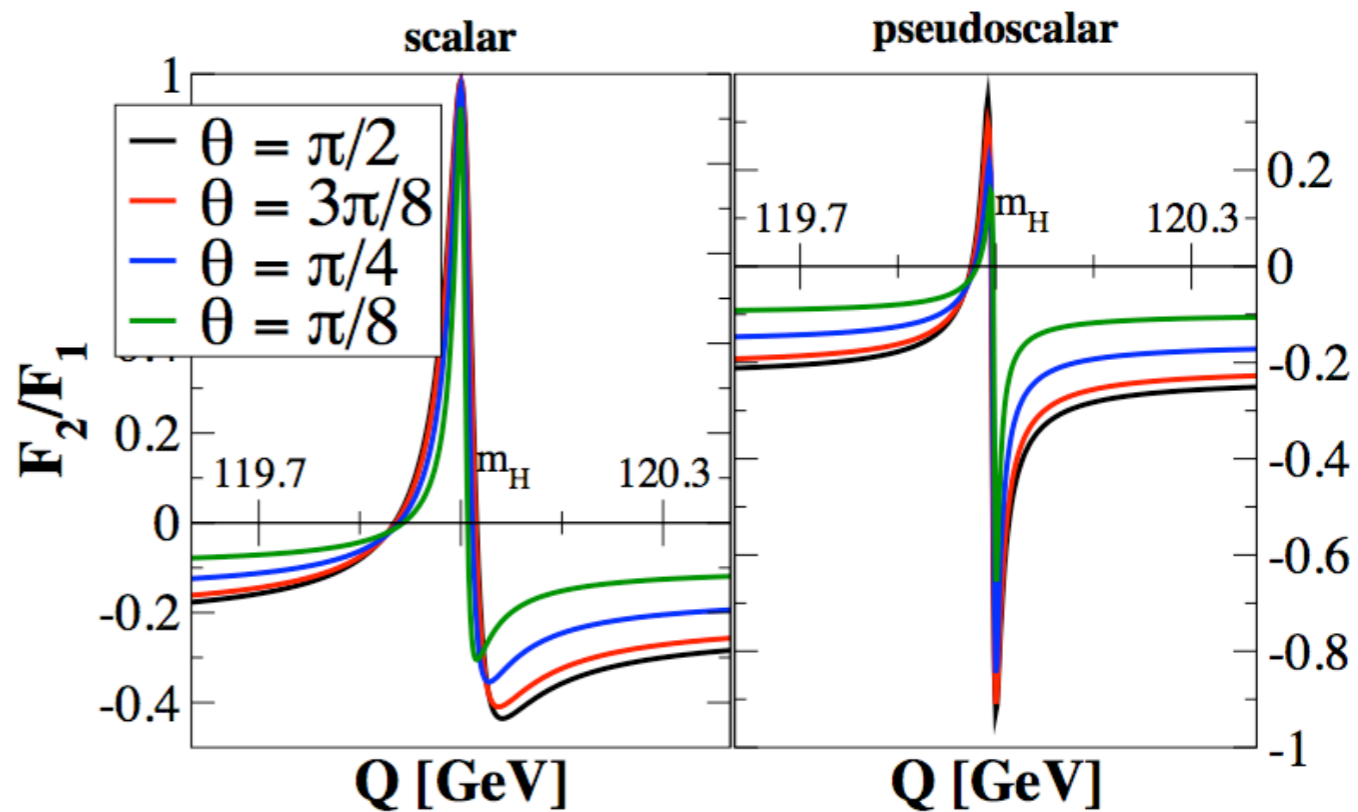 scalar
pseudoscalar
1
θ = π/2
θ = 3π/8
θ = π/4
θ = π/8
0.2
0
-0.2
-0.4
F_2/F_1
119.7
m_H
120.3
Q [GeV]
119.7
m_H
120.3
0.2
0
-0.2
-0.4
-0.6
-0.8
-1
Q [GeV]